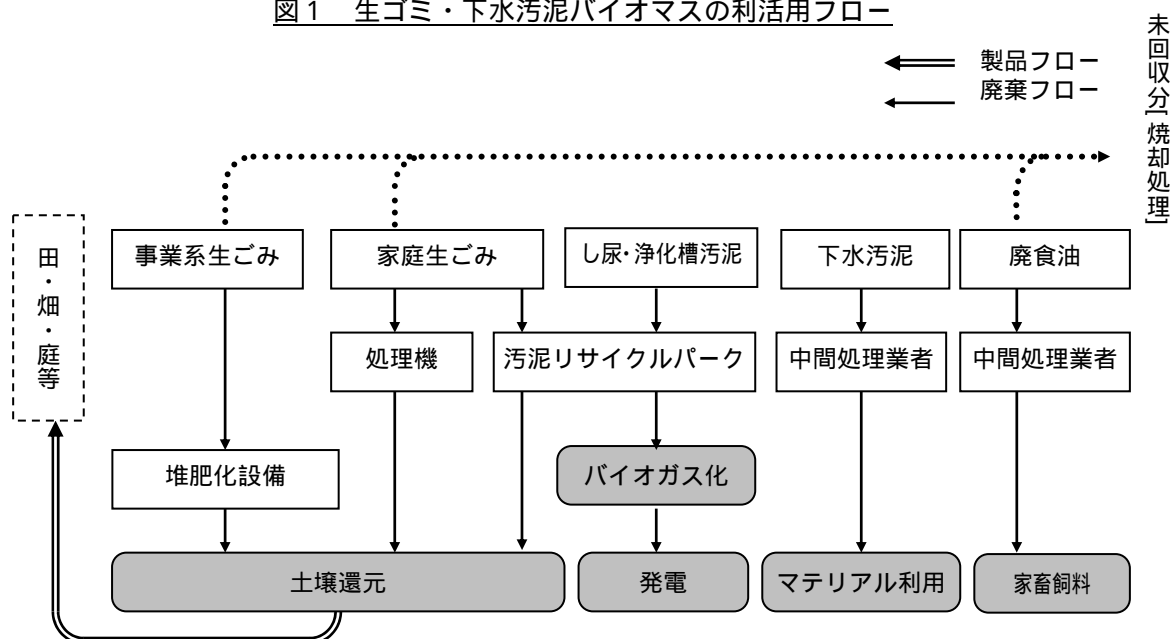 図1 生ゴミ・下水汚泥バイオマスの利活用フロー
製品フロー
廃棄フロー
未回収分[焼却処理]
田・畑・庭等
事業系生ごみ
家庭生ごみ
し尿・浄化槽汚泥
下水汚泥
廃食油
処理機
汚泥リサイクルパーク
中間処理業者
中間処理業者
堆肥化設備
バイオガス化
土壌還元
発電
マテリアル利用
家畜飼料